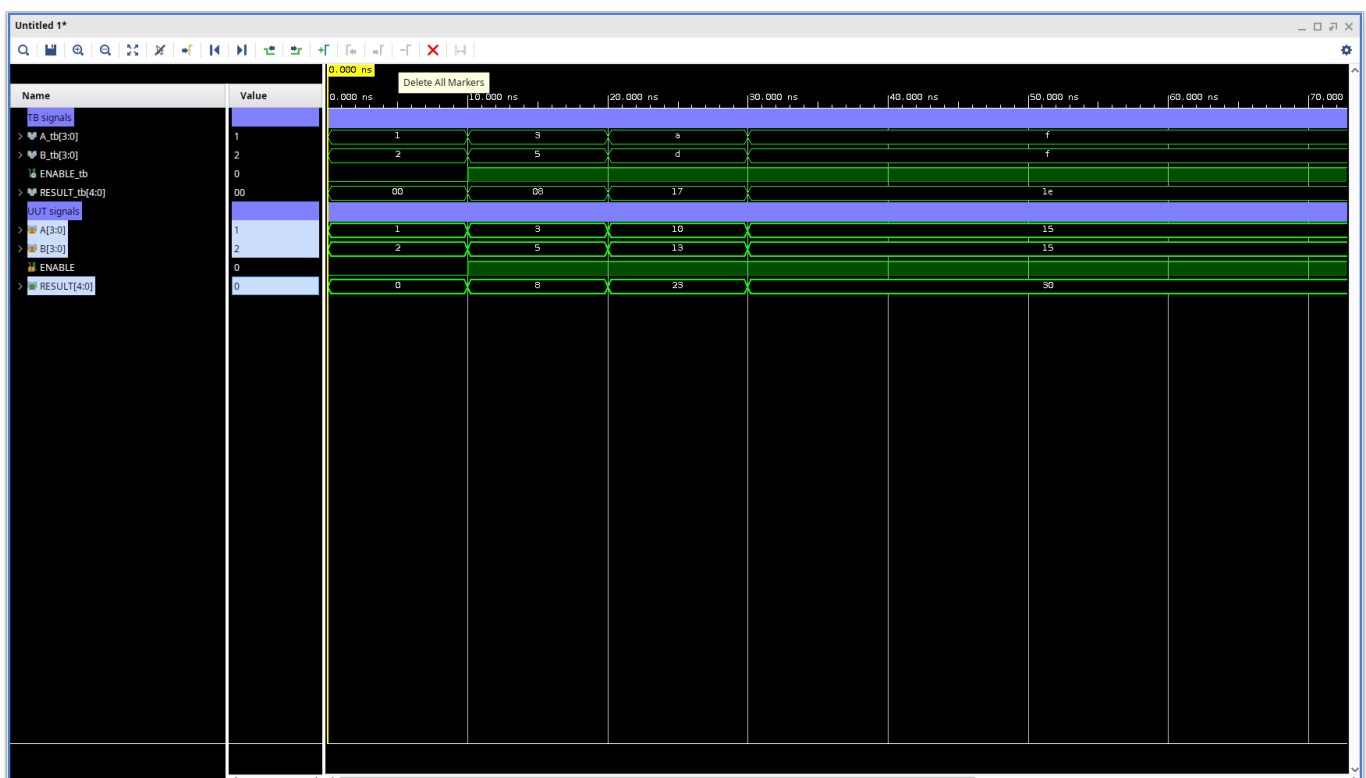 Untitled 1*
0.000 ns
Delete All Markers
Name Value
0.000 ns 10.000 ns 20.000 ns 30.000 ns 40.000 ns 50.000 ns 60.000 ns 70.000
TB signals
A_tb[3:0] 1 1 3 a f
B_tb[3:0] 2 2 5 d f
ENABLE_tb 0
RESULT_tb[4:0] 00 00 08 17 1e
UUT signals
A[3:0] 1 1 3 10 15
B[3:0] 2 2 5 13 15
ENABLE 0
RESULT[4:0] 0 0 8 23 30